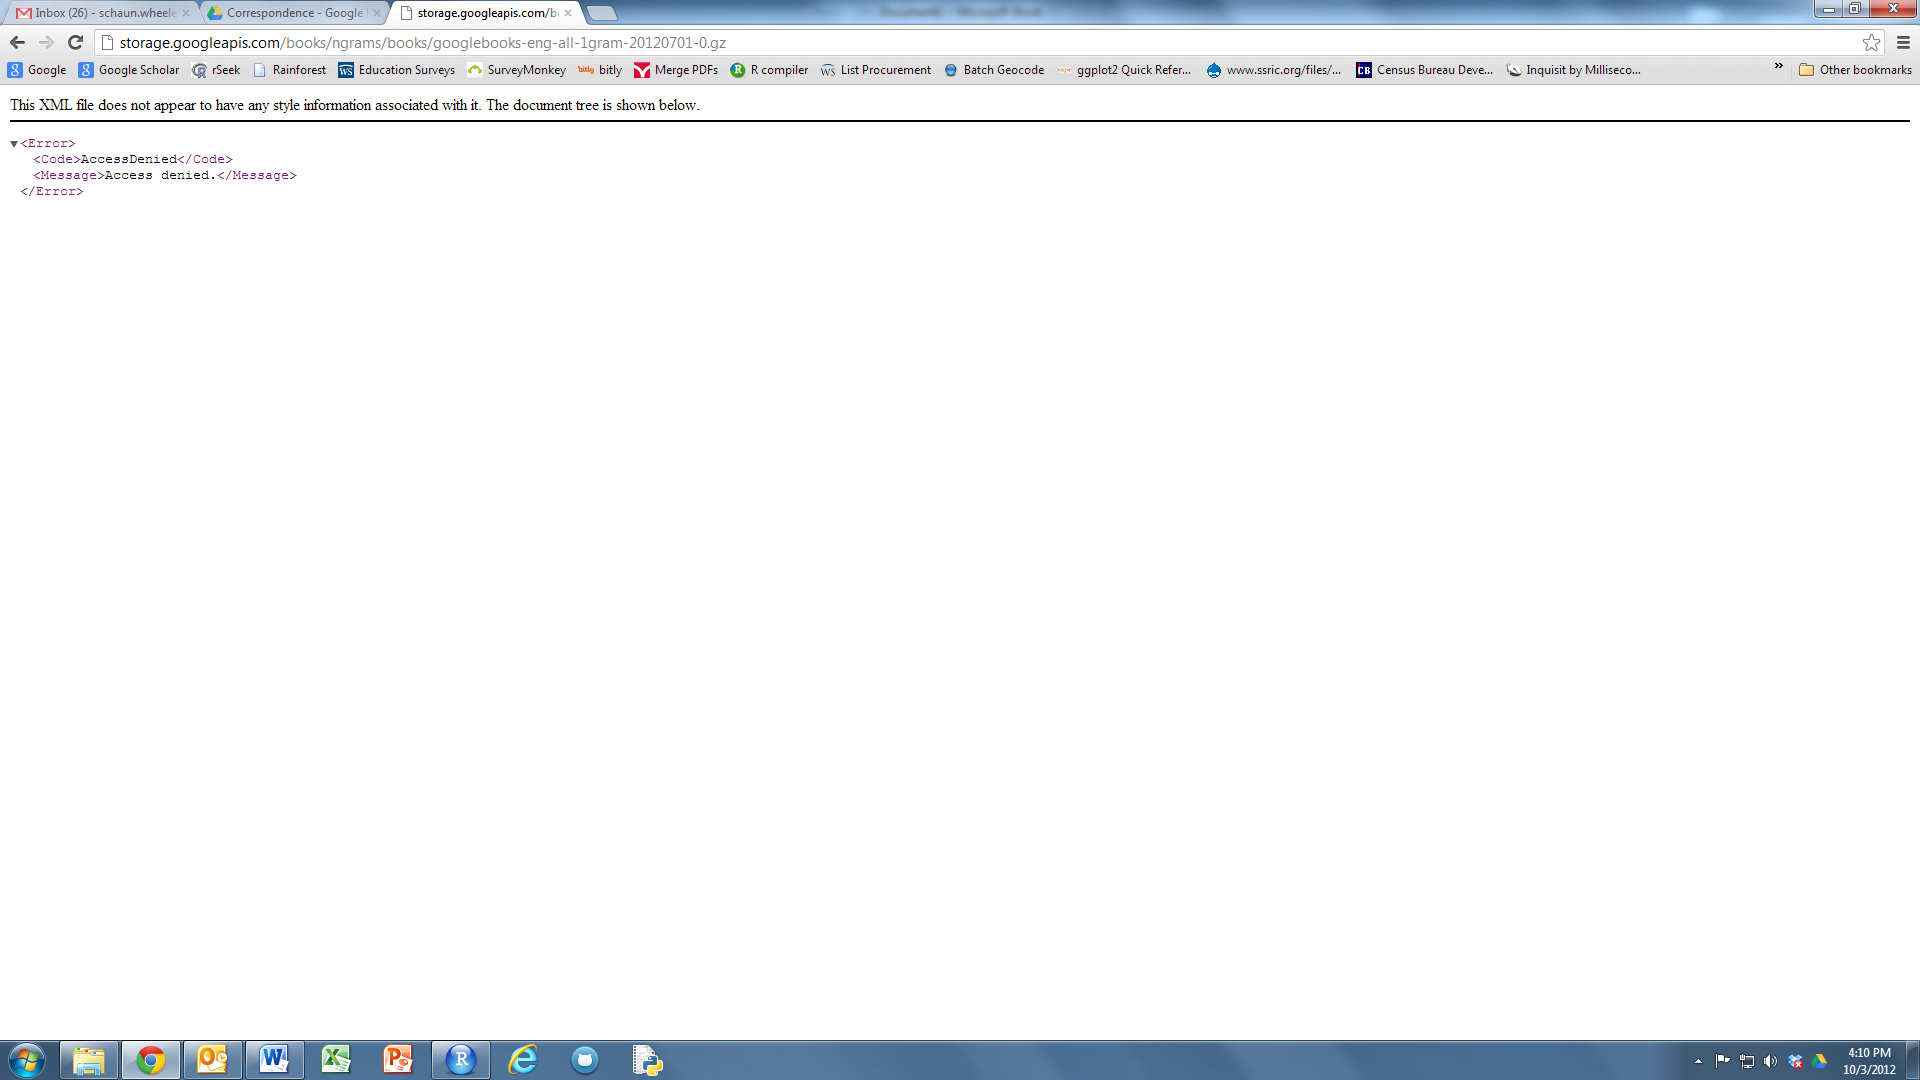 Inbox (26) - schaun.wheele
Correspondence - Google
storage.googleapis.com/b
storage.googleapis.com/books/ngrams/books/googlebooks-eng-all-1gram-20120701-0.gz
Google Google Scholar rSeek Rainforest WS Education Surveys SurveyMonkey bitly bitly Merge PDFs R R compiler WS List Procurement Batch Geocode ggplot2 Quick Refer... www.ssric.org/files/... CB Census Bureau Deve... Inquisit by Milliseco... » Other bookmarks
This XML file does not appear to have any style information associated with it. The document tree is shown below.
▼<Error>
<Code>AccessDenied</Code>
<Message>Access denied.</Message>
</Error>
4:10 PM
10/3/2012